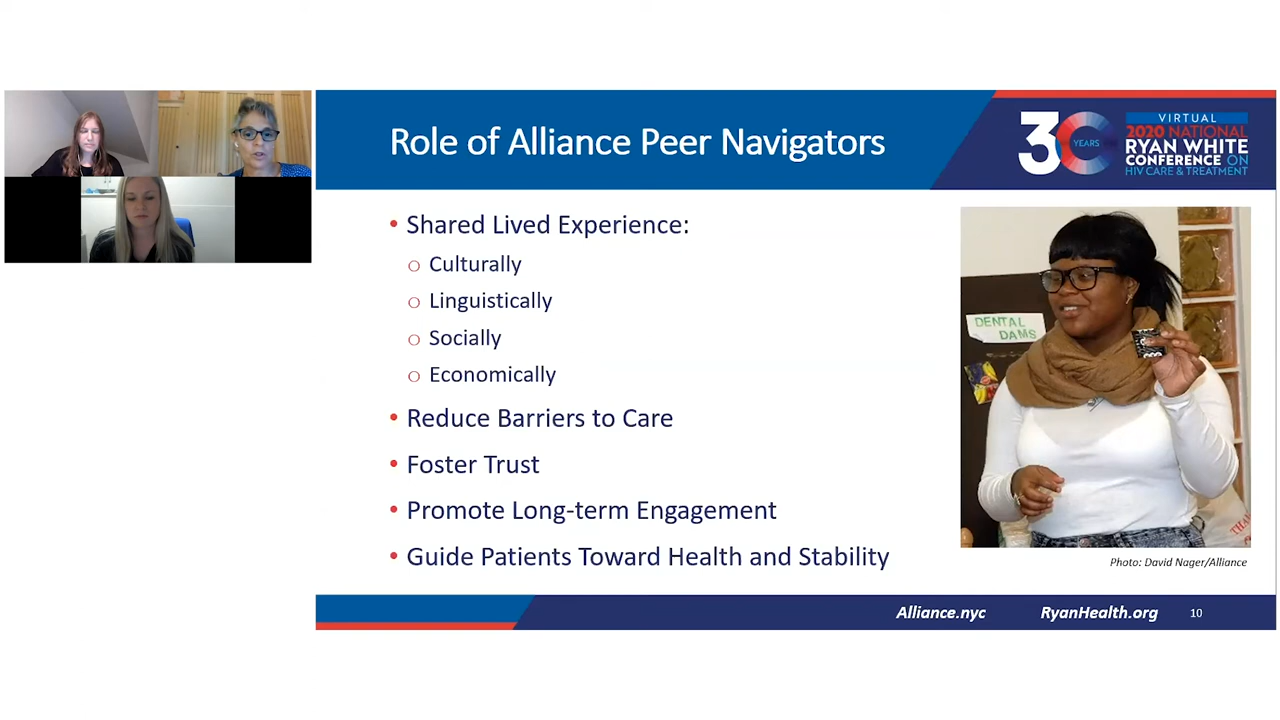 Role of Alliance Peer Navigators
30 YEARS
VIRTUAL
2020 NATIONAL
RYAN WHITE
CONFERENCE ON
HIV CARE & TREATMENT
• Shared Lived Experience:
o Culturally
o Linguistically
o Socially
o Economically
• Reduce Barriers to Care
• Foster Trust
• Promote Long-term Engagement
• Guide Patients Toward Health and Stability
DENTAL
DAMS
Photo: David Nager/Alliance
Alliance.nyc RyanHealth.org 10